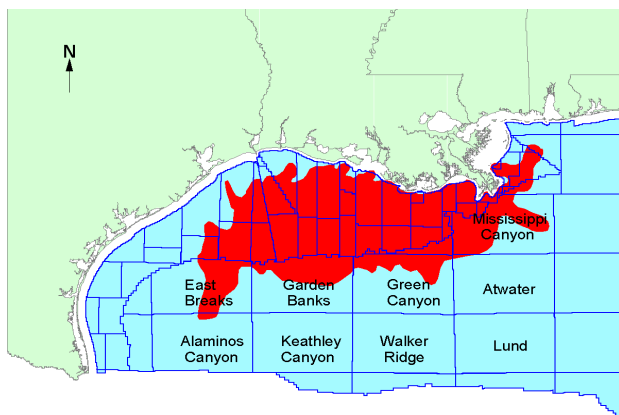 N
Mississippi
Canyon
East
Breaks
Garden
Banks
Green
Canyon
Atwater
Alaminos
Canyon
Keathley
Canyon
Walker
Ridge
Lund